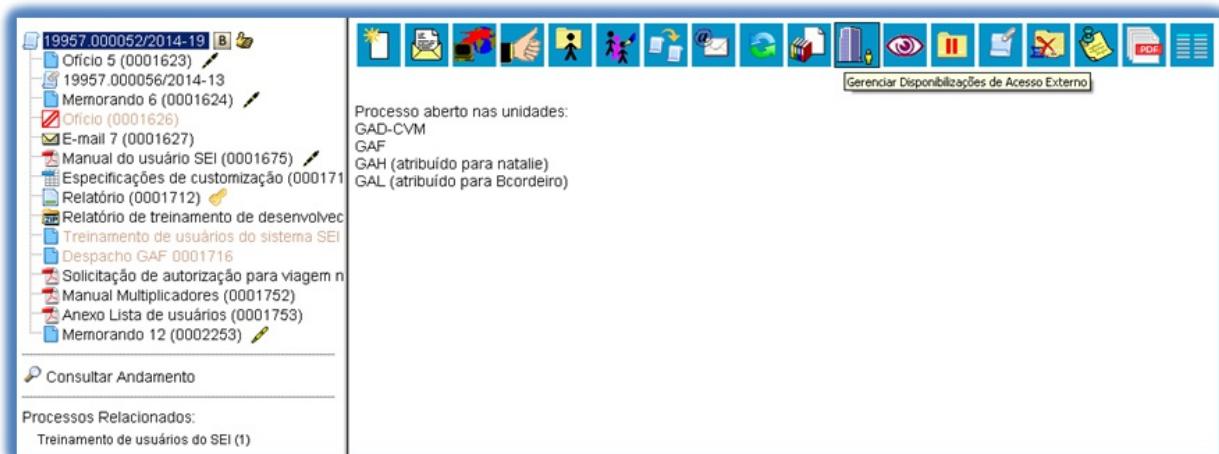 19957.000052/2014-19 B
Ofício 5 (0001623)
19957.000056/2014-13
Memorando 6 (0001624)
Ofício (0001626)
E-mail 7 (0001627)
Manual do usuário SEI (0001675)
Especificações de customização (000171
Relatório (0001712)
Relatório de treinamento de desenvolvec
Treinamento de usuários do sistema SEI
Despacho GAF 0001716
Solicitação de autorização para viagem n
Manual Multiplicadores (0001752)
Anexo Lista de usuários (0001753)
Memorando 12 (0002253)
Consultar Andamento
Processos Relacionados:
Treinamento de usuários do SEI (1)
PDF
Gerenciar Disponibilizações de Acesso Externo
Processo aberto nas unidades:
GAD-CVM
GAF
GAH (atribuído para natalie)
GAL (atribuído para Bcordeiro)